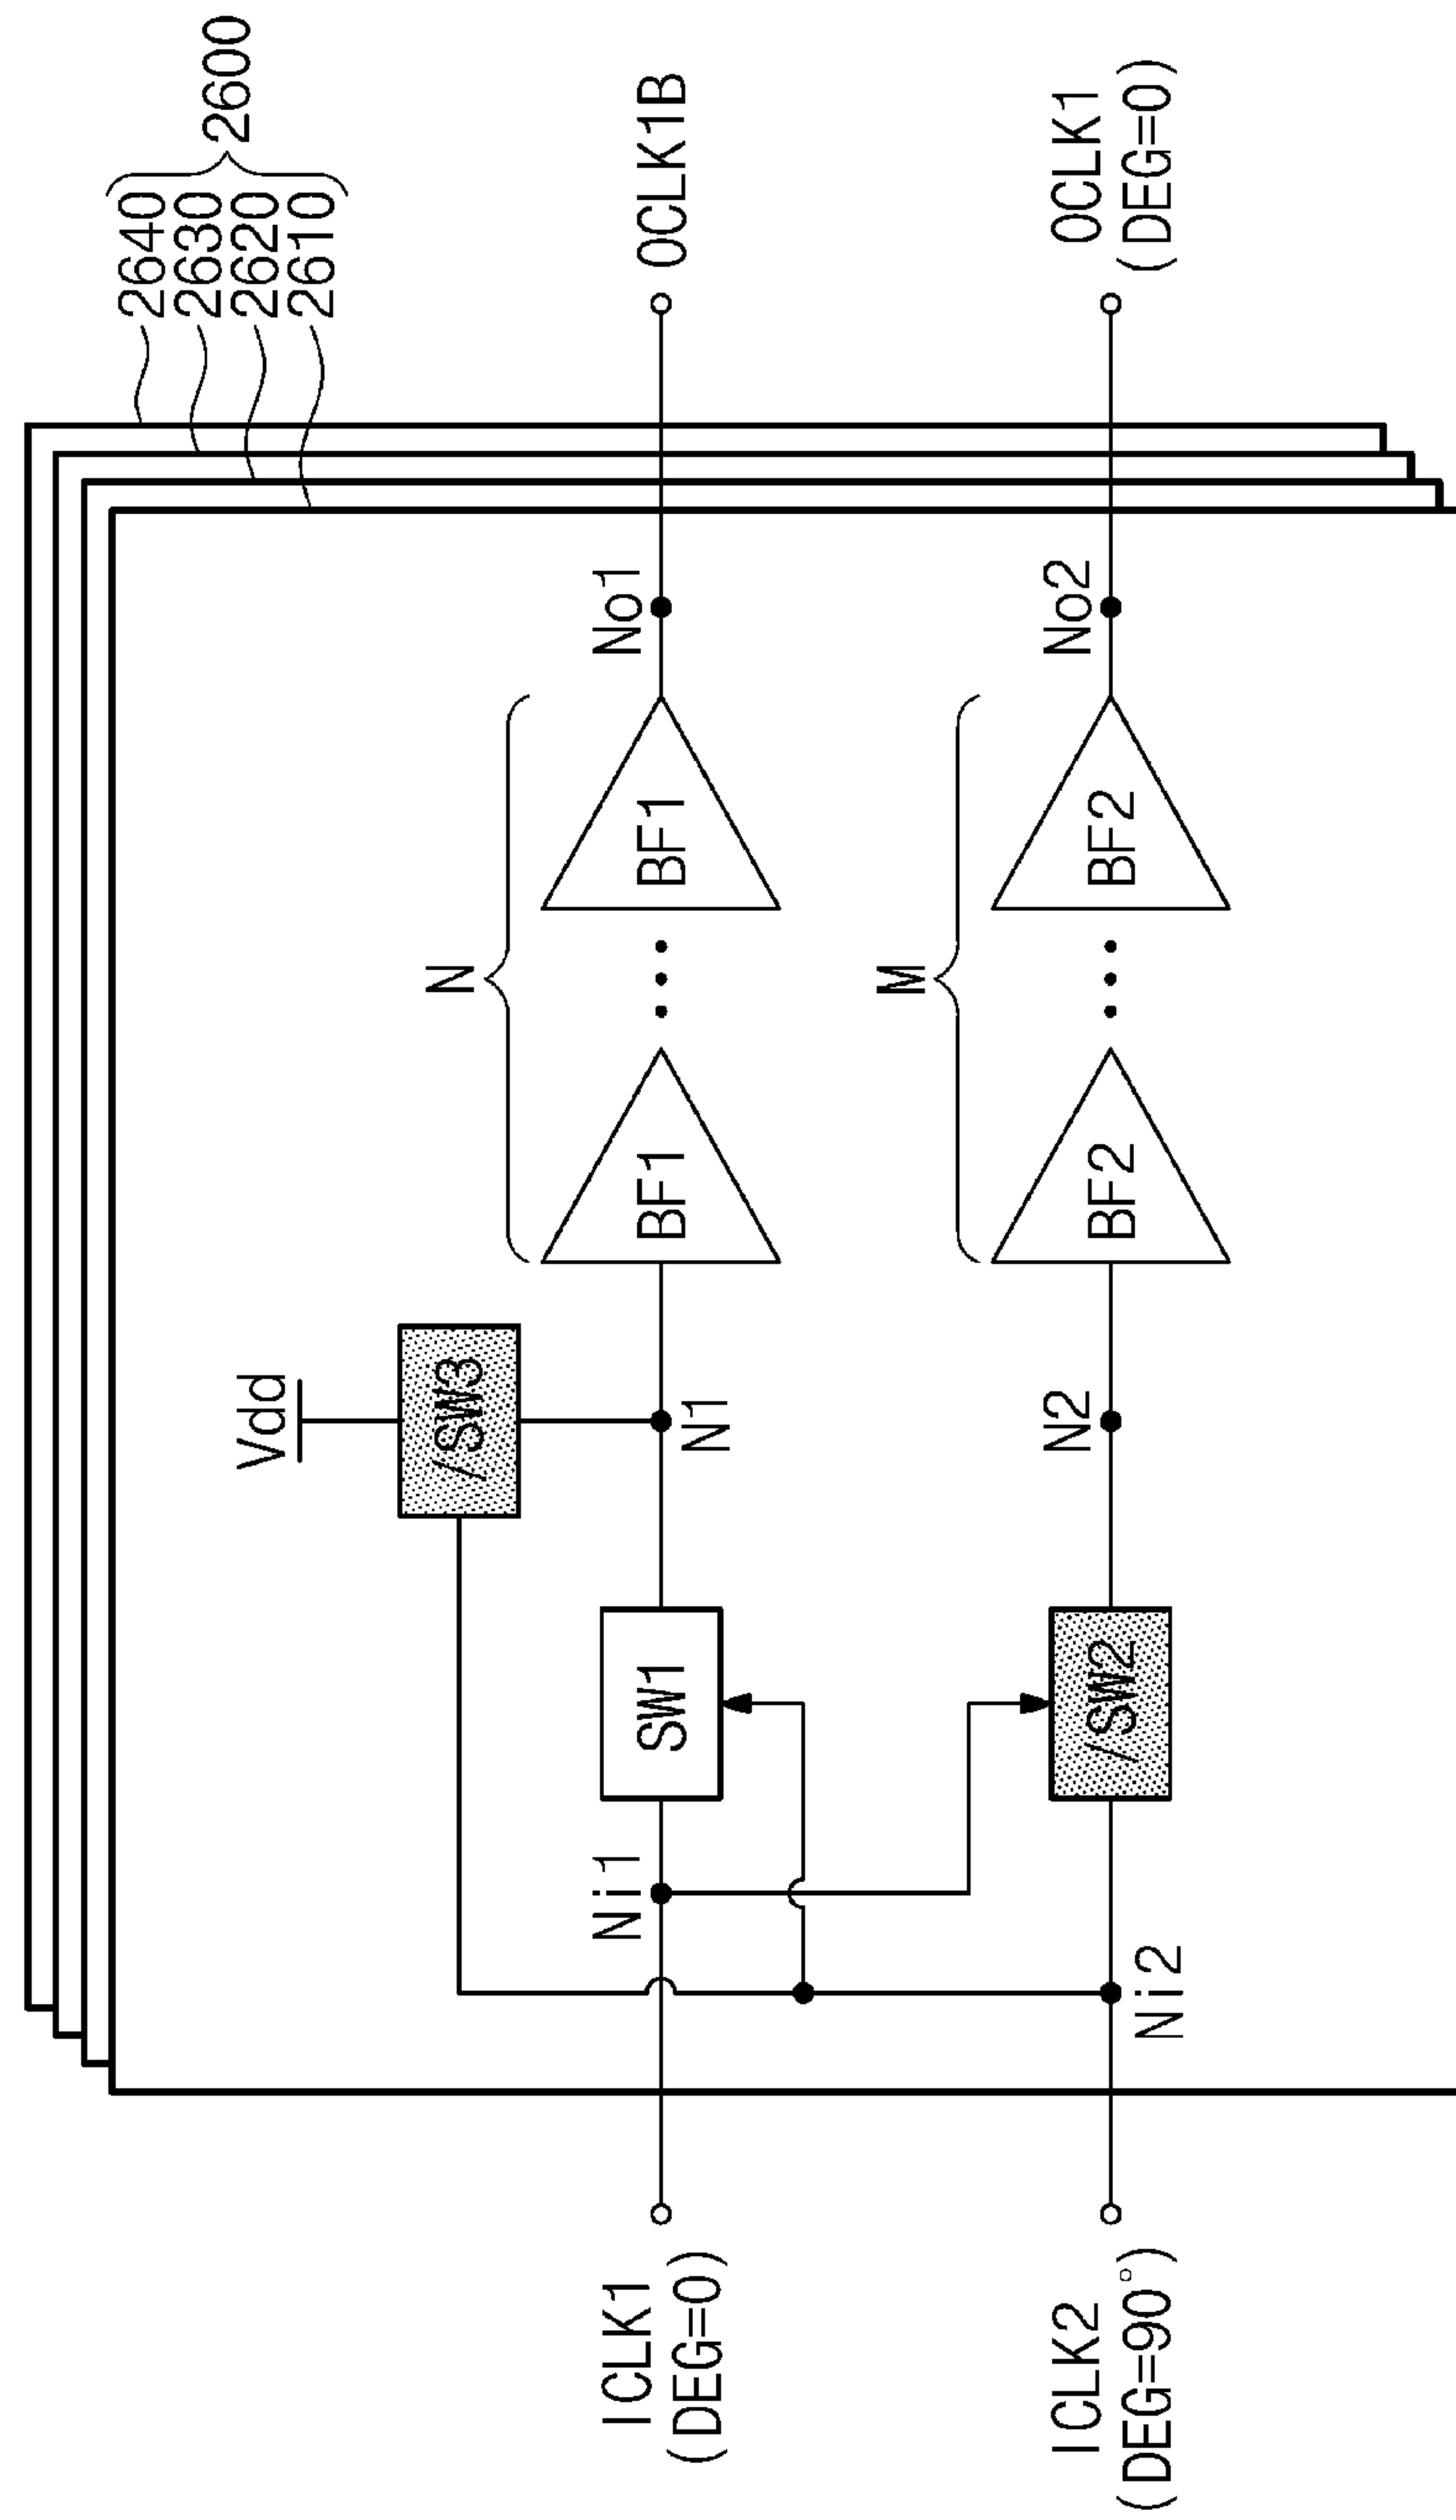 2600
2640
2630
2620
2610
Vdd
/SW3
N
ICLK1
(DEG=0)
Ni1
SW1
N1
BF1
BF1
No1
OCLK1B
M
ICLK2
(DEG=90°)
Ni2
/SW2
N2
BF2
BF2
No2
OCLK1
(DEG=0)